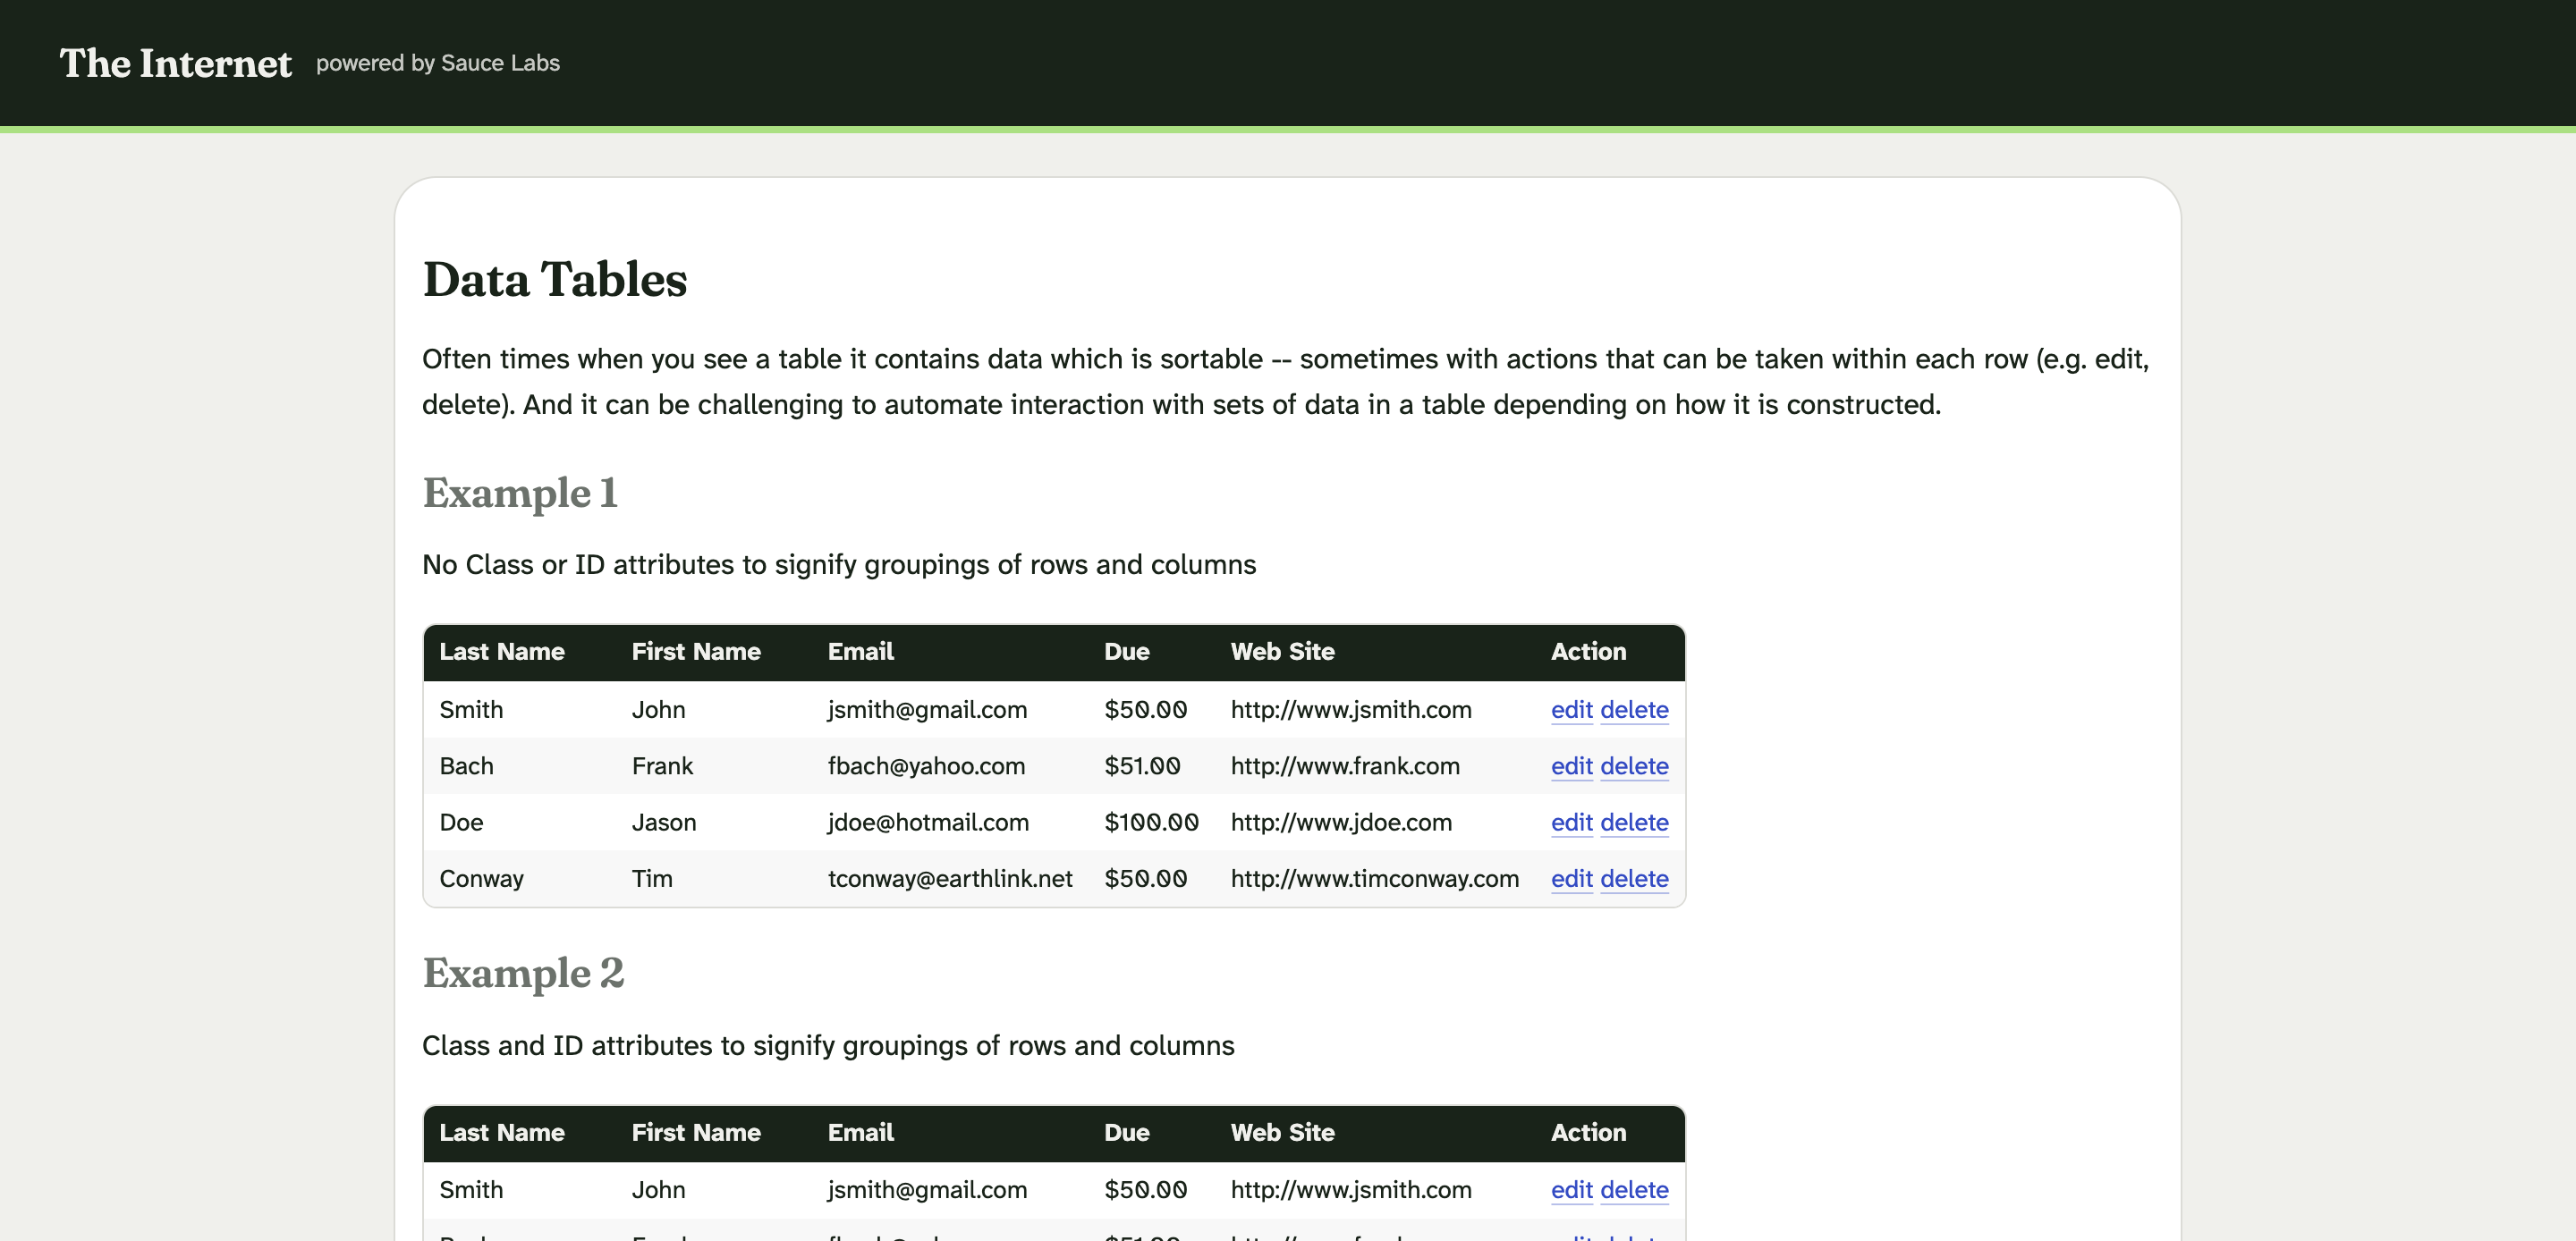 The Internet powered by Sauce Labs
Data Tables
Often times when you see a table it contains data which is sortable -- sometimes with actions that can be taken within each row (e.g. edit,
delete). And it can be challenging to automate interaction with sets of data in a table depending on how it is constructed.
Example 1
No Class or ID attributes to signify groupings of rows and columns
Last Name First Name Email Due Web Site Action
Smith John jsmith@gmail.com $50.00 http://www.jsmith.com edit delete
Bach Frank fbach@yahoo.com $51.00 http://www.frank.com edit delete
Doe Jason jdoe@hotmail.com $100.00 http://www.jdoe.com edit delete
Conway Tim tconway@earthlink.net $50.00 http://www.timconway.com edit delete
Example 2
Class and ID attributes to signify groupings of rows and columns
Last Name First Name Email Due Web Site Action
Smith John jsmith@gmail.com $50.00 http://www.jsmith.com edit delete